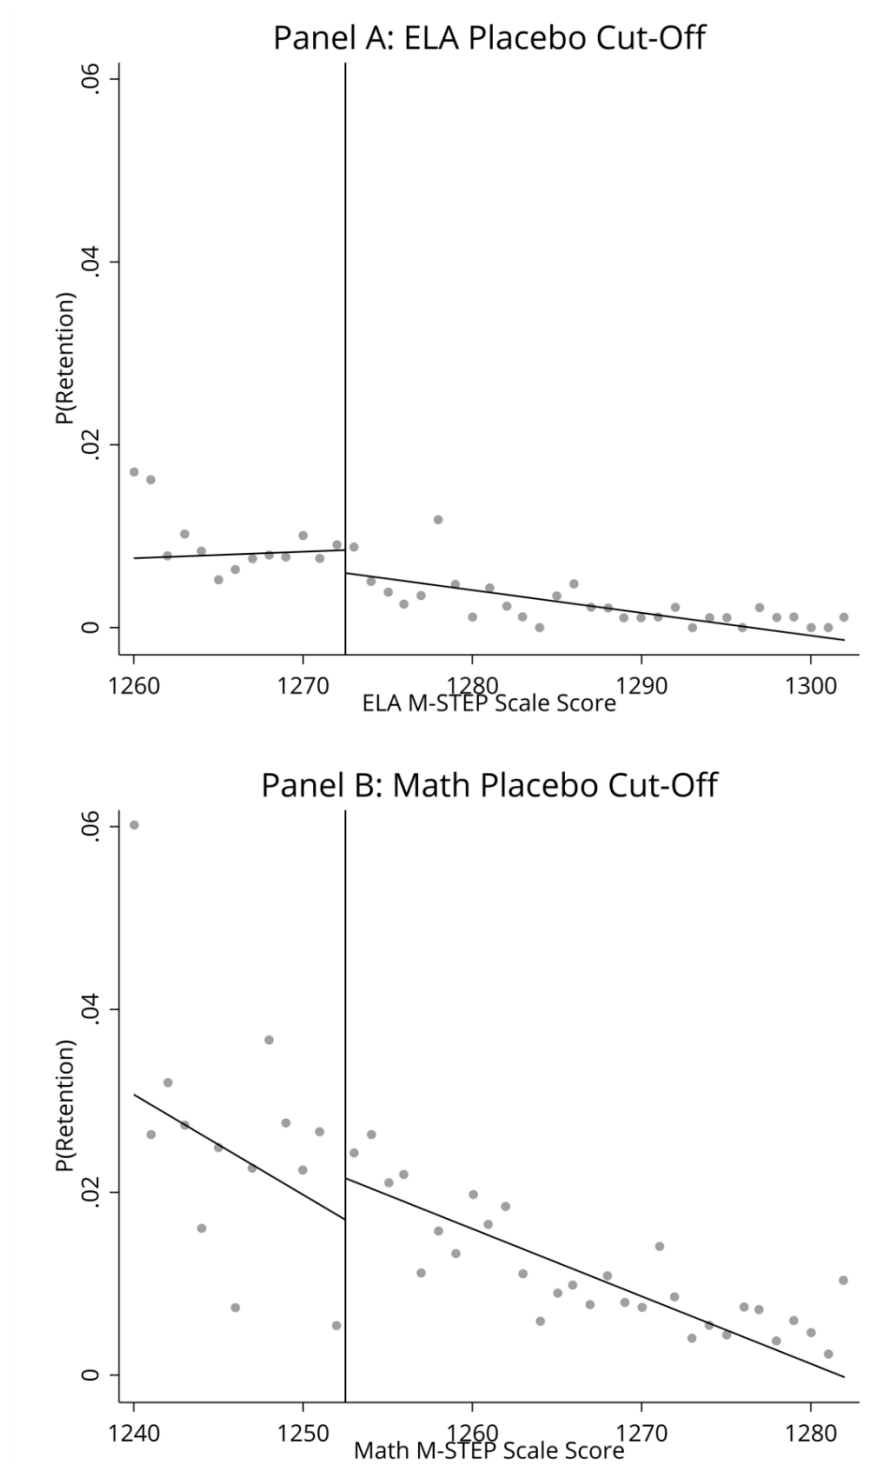 Panel A: ELA Placebo Cut-Off
.06
.04
.02
0
P(Retention)
1260 1270 1280 1290 1300
ELA M-STEP Scale Score
Panel B: Math Placebo Cut-Off
.06
.04
.02
0
P(Retention)
1240 1250 1260 1270 1280
Math M-STEP Scale Score